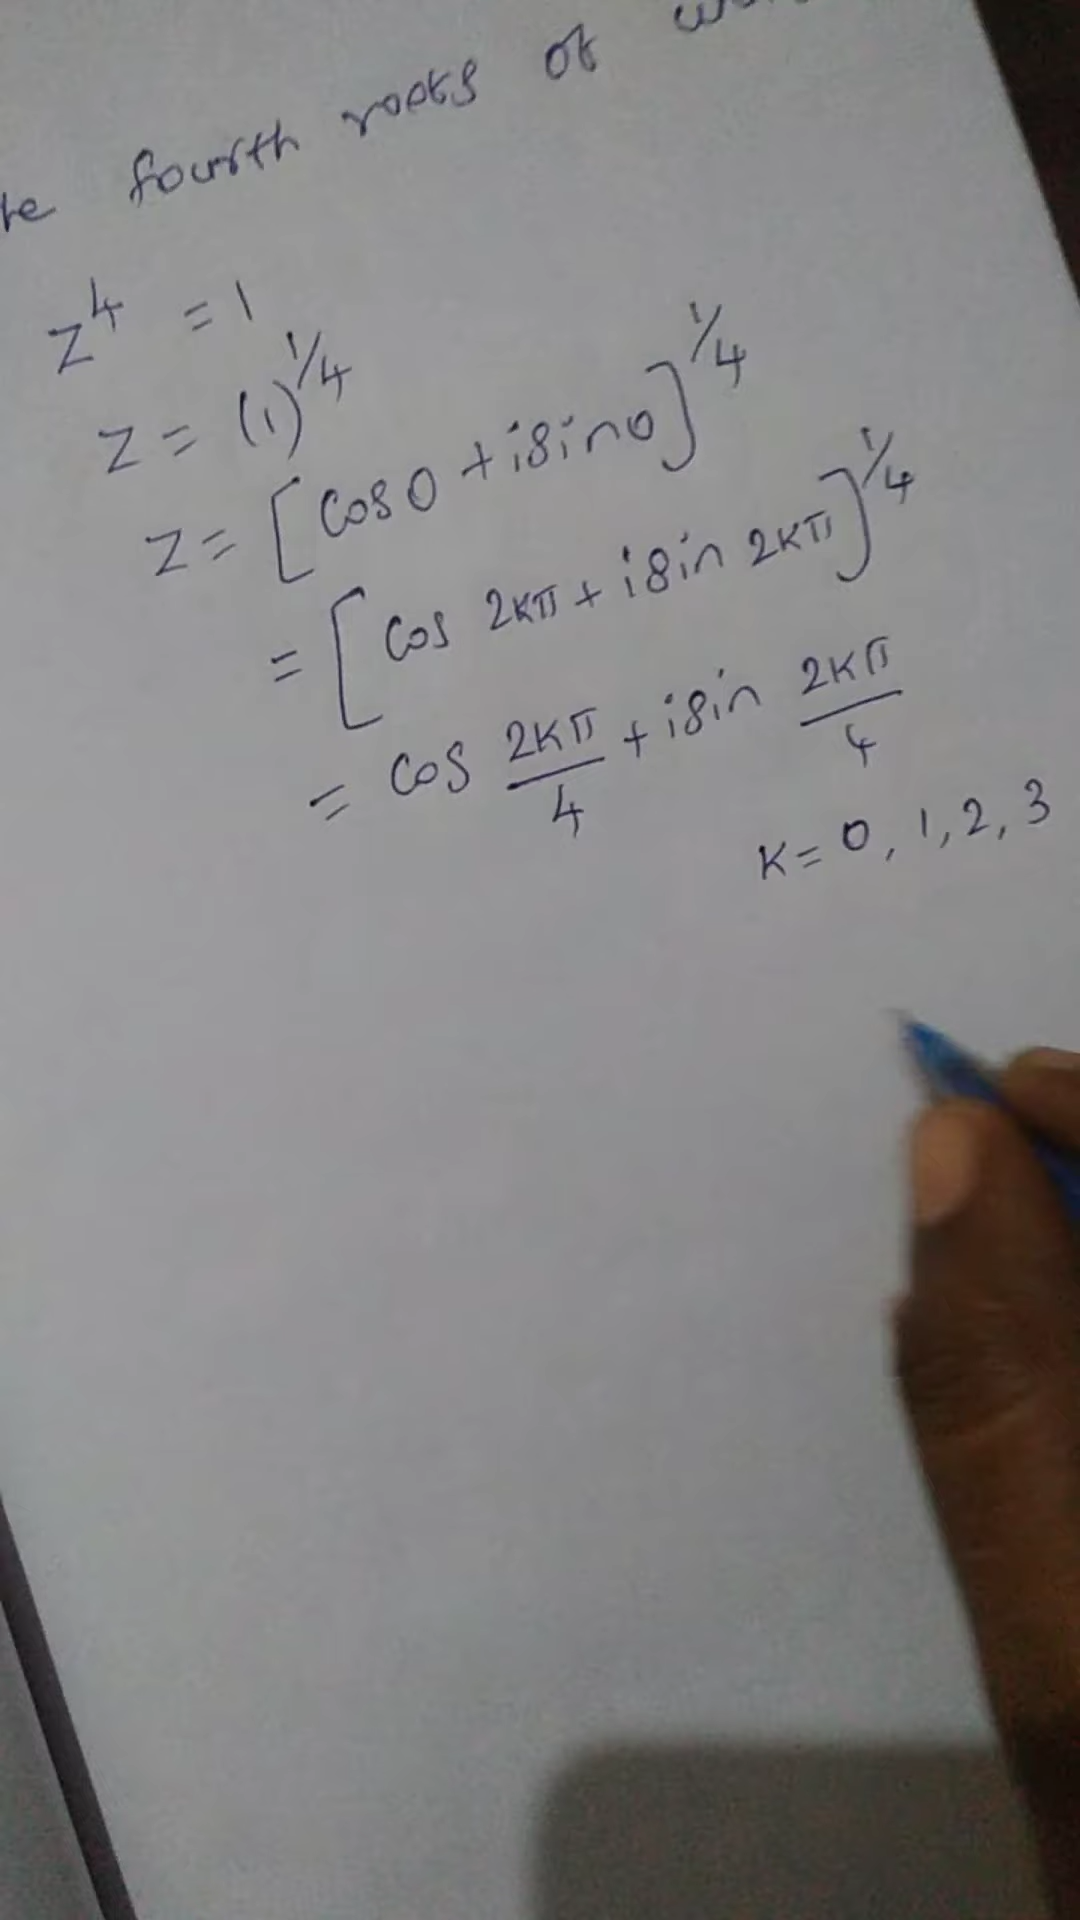 fourth roots of
z⁴ = 1
z = (1)^1/4
z = [cos 0 + i sin 0]^1/4
= [cos 2kπ + i sin 2kπ]^1/4
= cos 2kπ/4 + i sin 2kπ/4
k = 0, 1, 2, 3